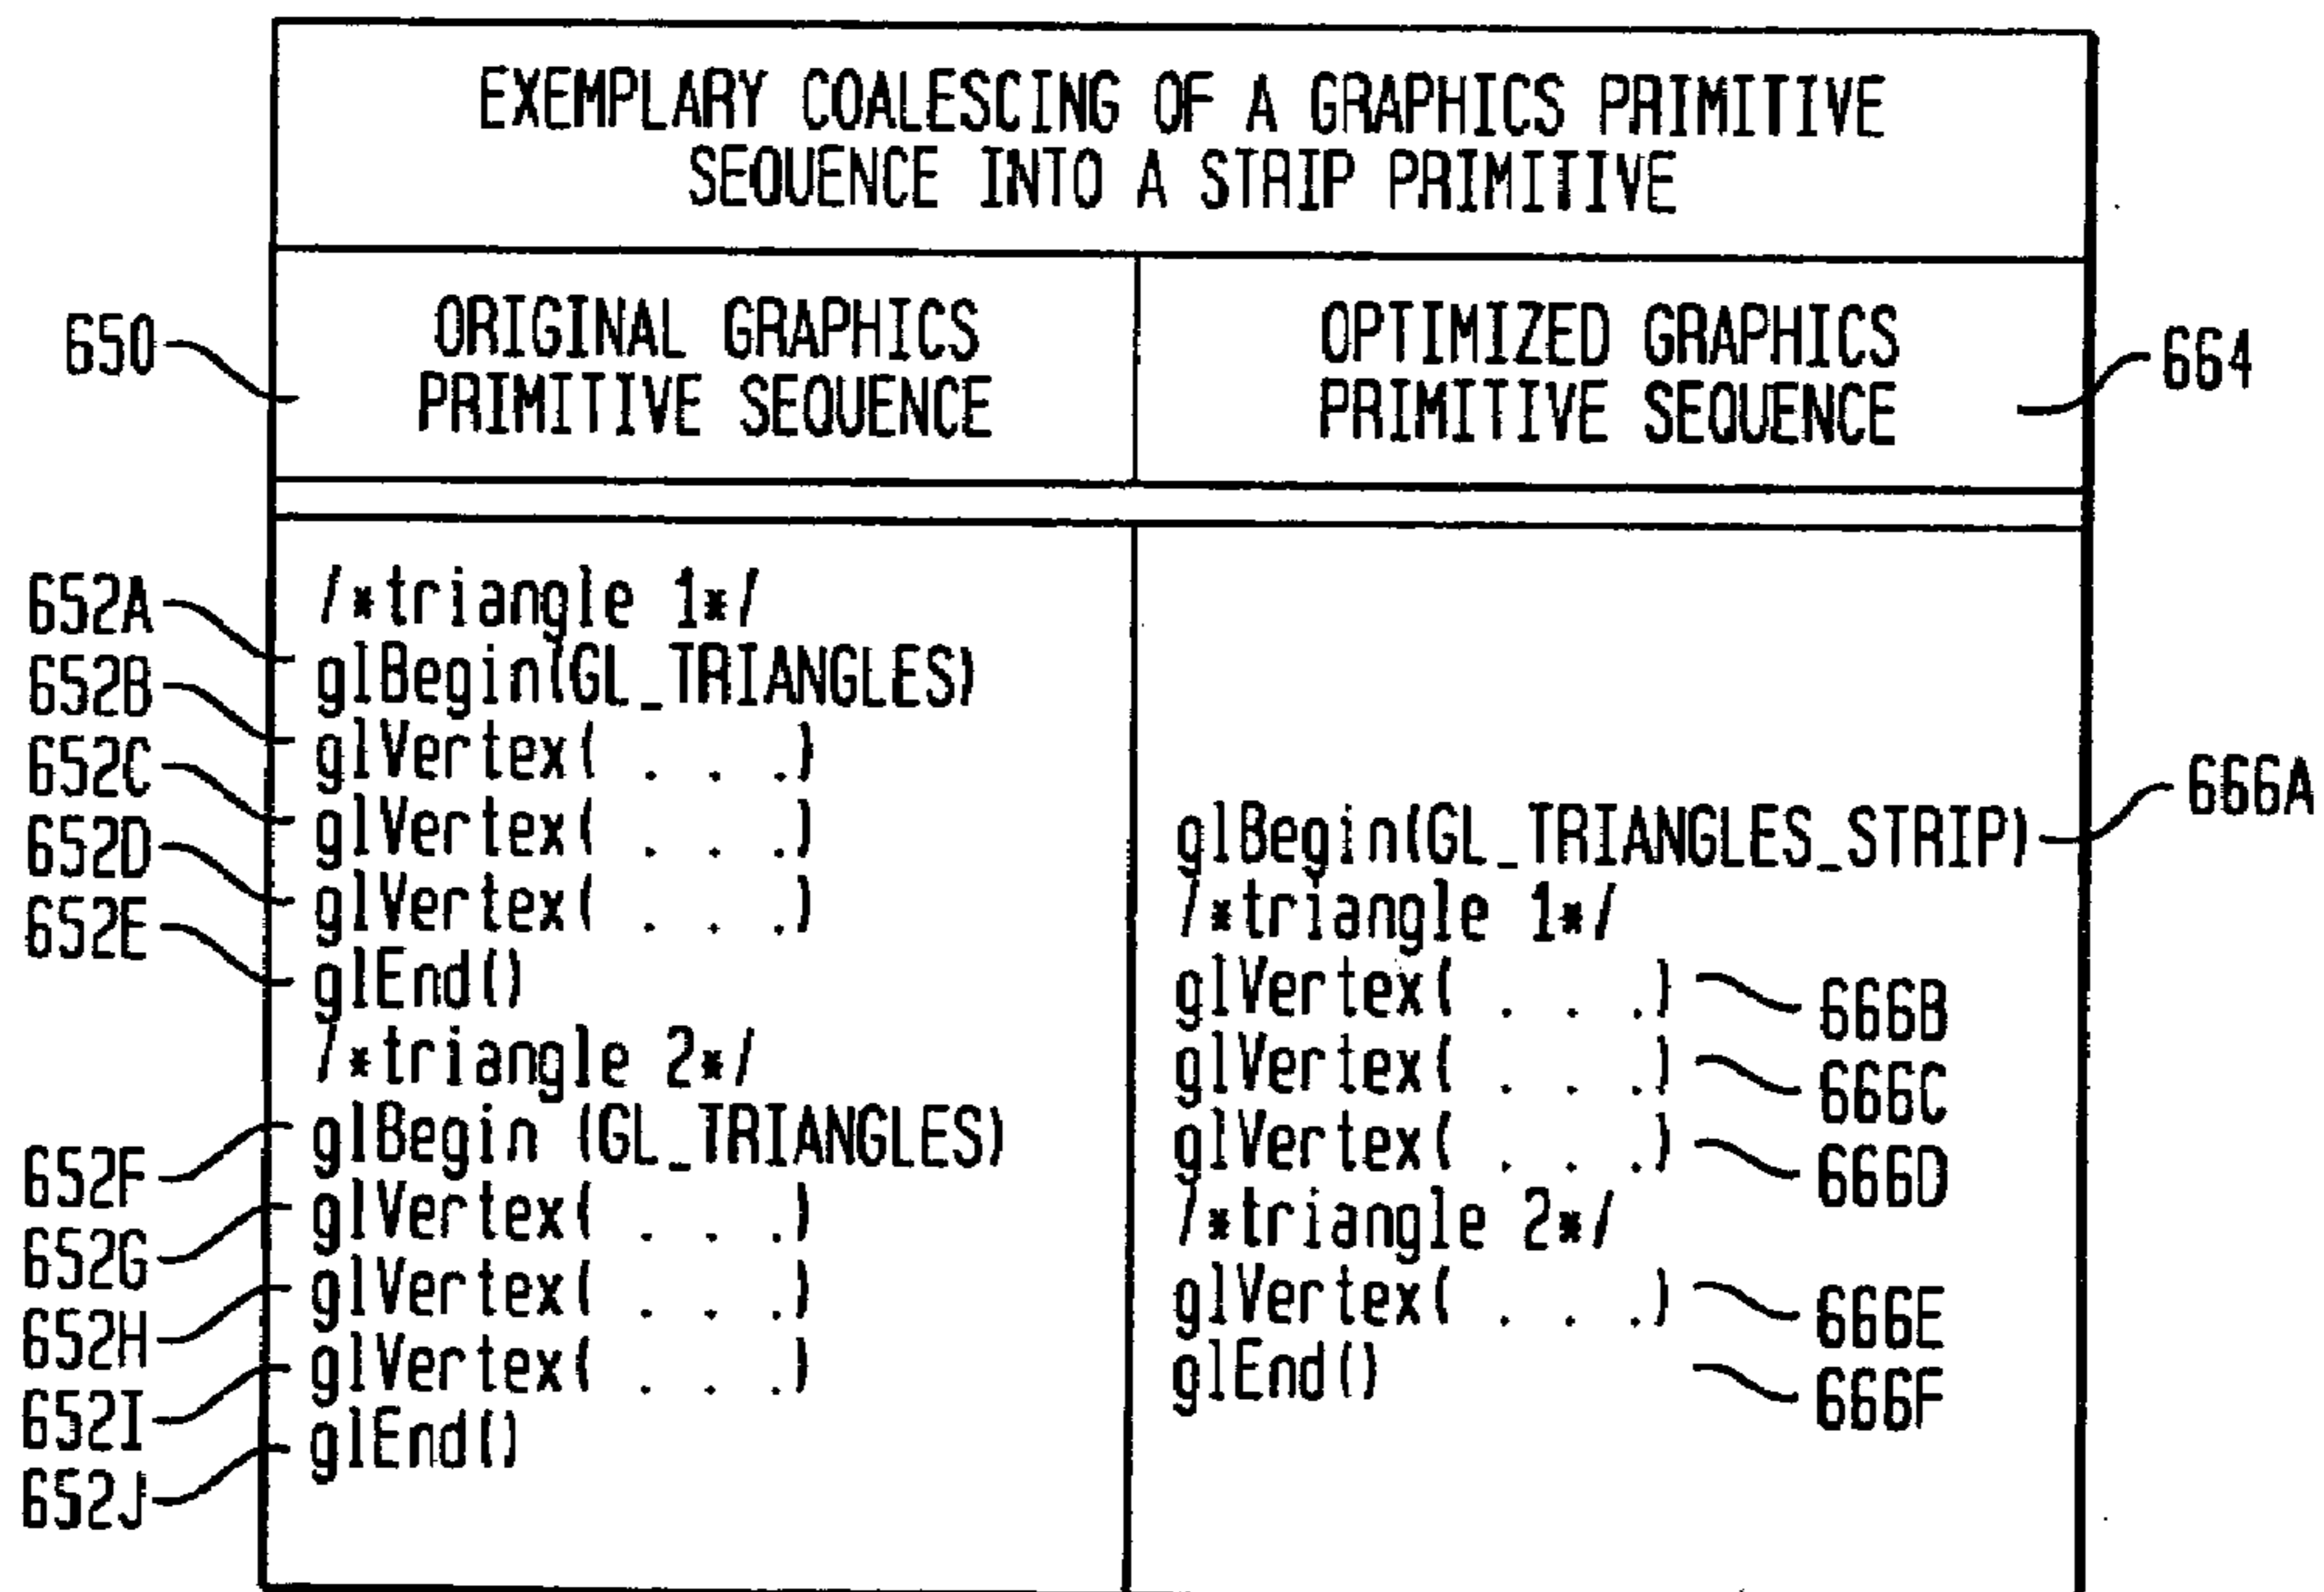 EXEMPLARY COALESCING OF A GRAPHICS PRIMITIVE
SEQUENCE INTO A STRIP PRIMITIVE
650
ORIGINAL GRAPHICS
PRIMITIVE SEQUENCE
OPTIMIZED GRAPHICS
PRIMITIVE SEQUENCE
664
652A
652B
652C
652D
652E
652F
652G
652H
652I
652J
/*triangle 1*/
glBegin(GL_TRIANGLES)
glVertex( . . .)
glVertex( . . .)
glVertex( . . .)
glEnd()
/*triangle 2*/
glBegin (GL_TRIANGLES)
glVertex( . . .)
glVertex( . . .)
glVertex( . . .)
glEnd()
glBegin(GL_TRIANGLES_STRIP)
/*triangle 1*/
glVertex( . . .)
glVertex( . . .)
glVertex( . . .)
/*triangle 2*/
glVertex( . . .)
glEnd()
666A
666B
666C
666D
666E
666F